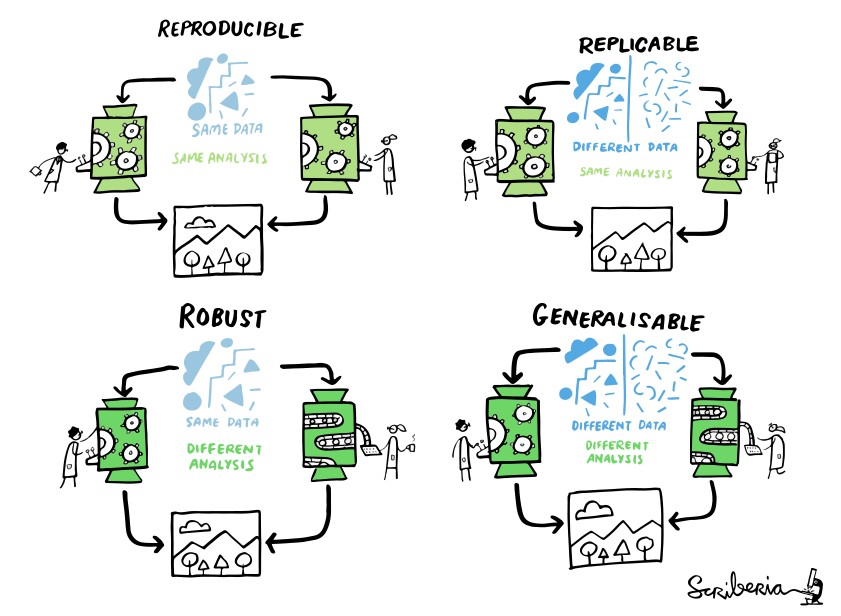 REPRODUCIBLE
SAME DATA
SAME ANALYSIS
REPLICABLE
DIFFERENT DATA
SAME ANALYSIS
ROBUST
SAME DATA
DIFFERENT
ANALYSIS
GENERALISABLE
DIFFERENT DATA
DIFFERENT
ANALYSIS
Scriberia